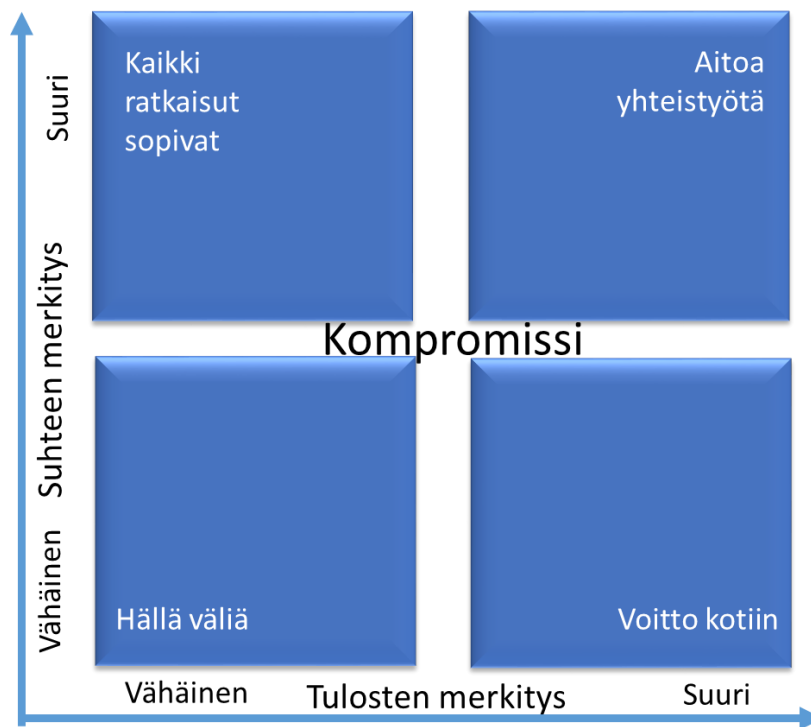 Suuri
Suhteen merkitys
Vähäinen
Kaikki
ratkaisut
sopivat
Aitoa
yhteistyötä
Kompromissi
Hällä väliä
Voitto kotiin
Vähäinen
Tulosten merkitys
Suuri